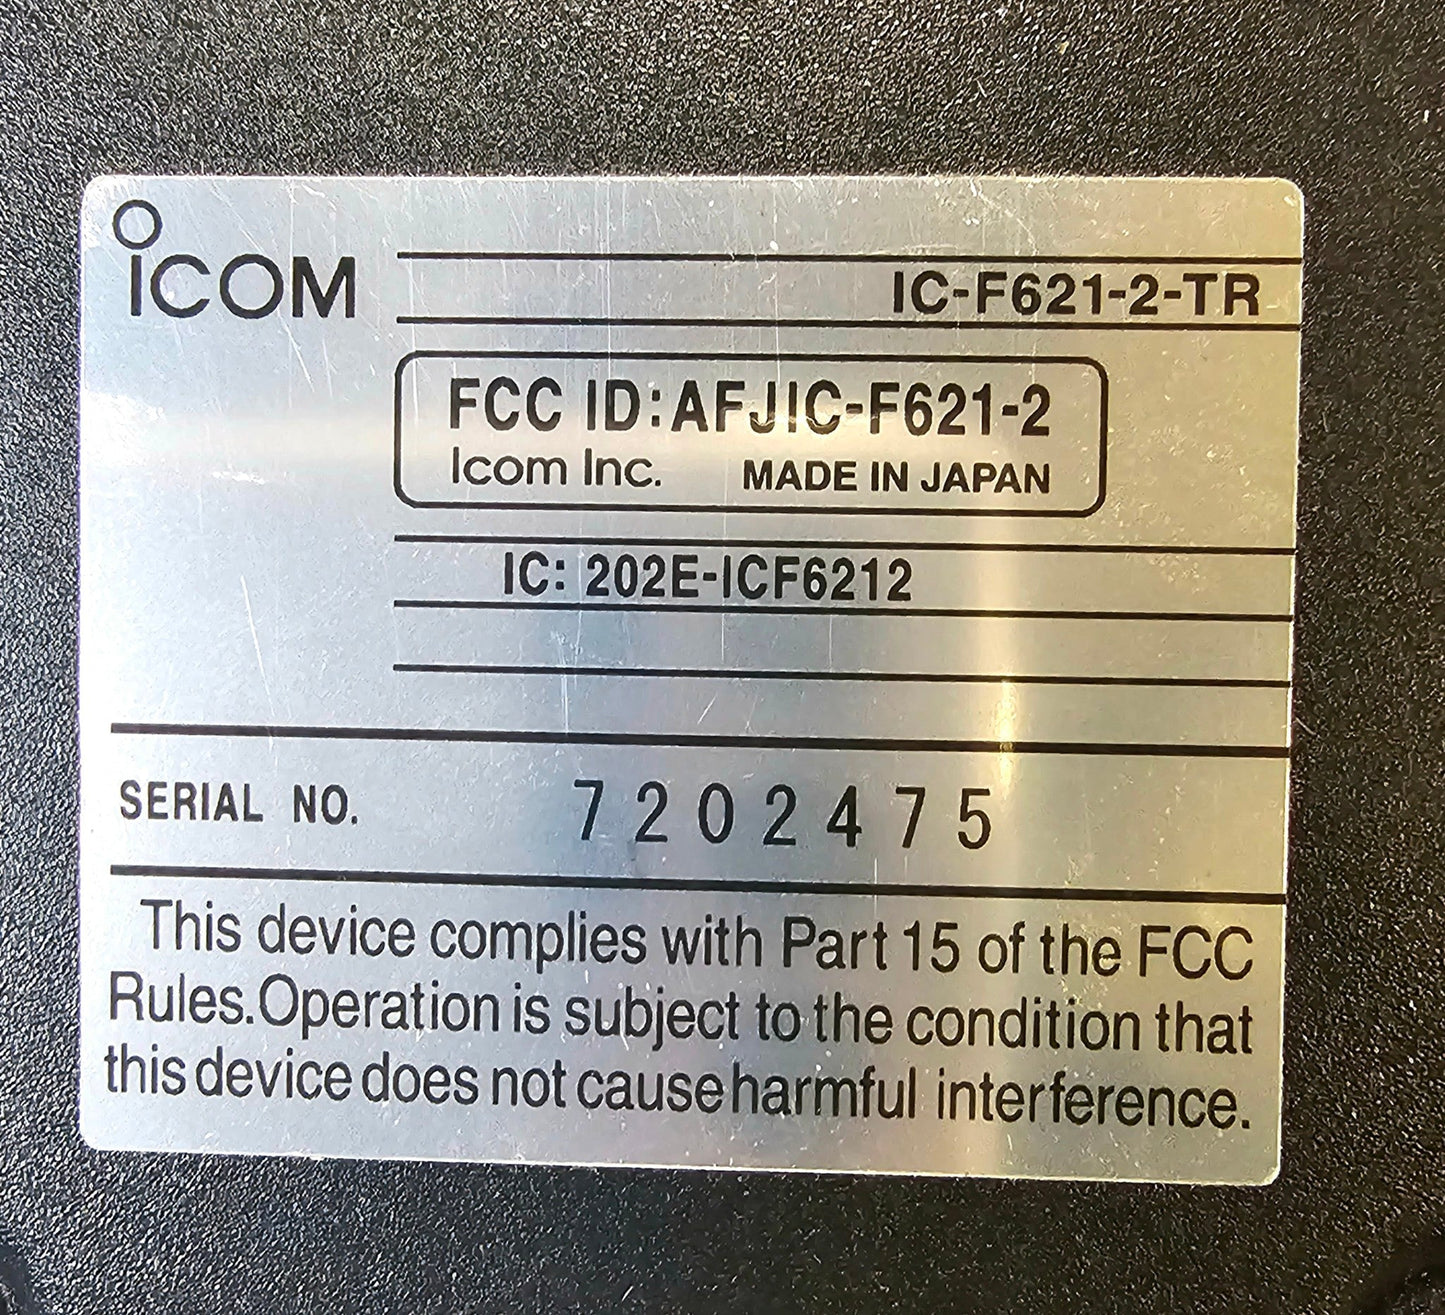 ICOM
IC-F621-2-TR
FCC ID:AFJIC-F621-2
Icom Inc. MADE IN JAPAN
IC: 202E-ICF6212
SERIAL NO. 7202475
This device complies with Part 15 of the FCC
Rules.Operation is subject to the condition that
this device does not cause harmful interference.